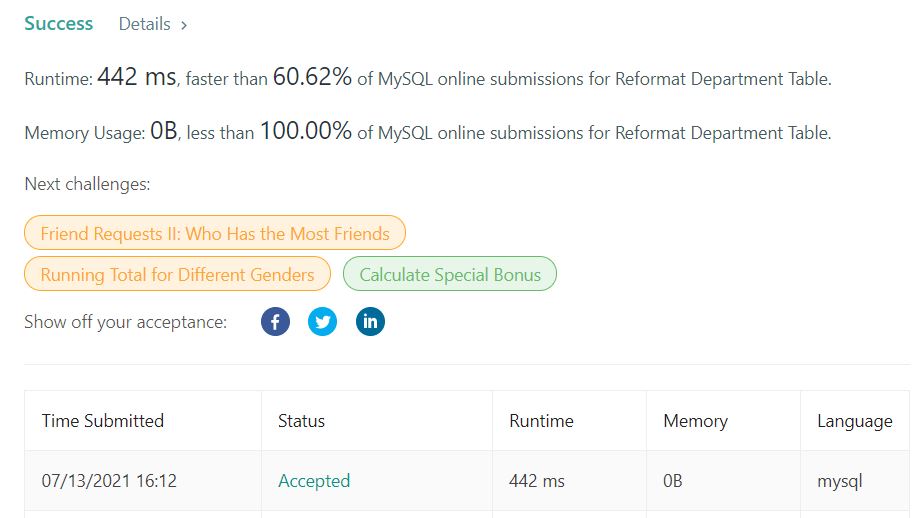 Success Details >
Runtime: 442 ms, faster than 60.62% of MySQL online submissions for Reformat Department Table.
Memory Usage: 0B, less than 100.00% of MySQL online submissions for Reformat Department Table.
Next challenges:
Friend Requests II: Who Has the Most Friends
Running Total for Different Genders Calculate Special Bonus
Show off your acceptance: f in
Time Submitted Status Runtime Memory Language
07/13/2021 16:12 Accepted 442 ms 0B mysql